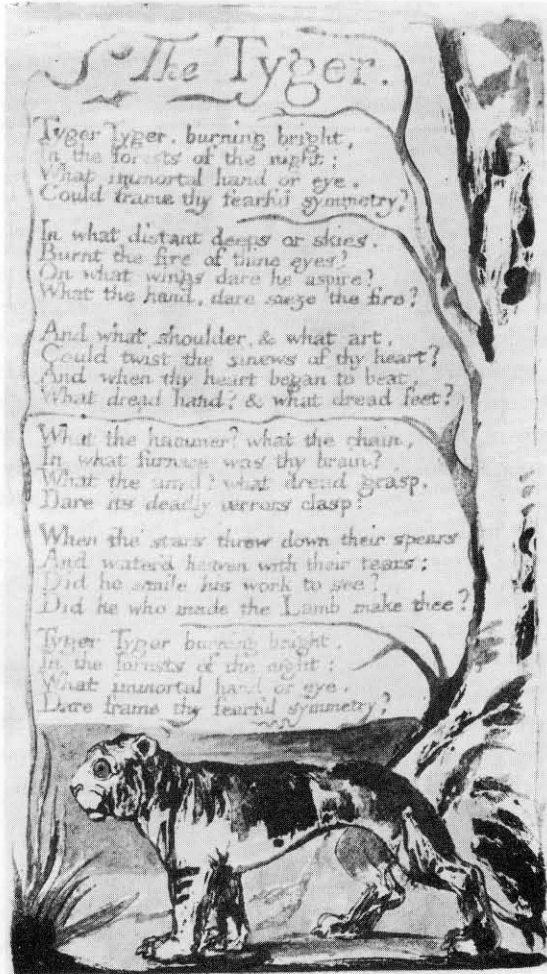 The Tyger.
Tyger Tyger. burning bright,
In the forests of the night:
What immortal hand or eye.
Could frame thy fearful symmetry?
In what distant deeps or skies.
Burnt the fire of thine eyes?
On what wings dare he aspire?
What the hand, dare sieze the fire?
And what shoulder, & what art,
Could twist the sinews of thy heart?
And when thy heart began to beat,
What dread hand? & what dread feet?
What the hammer? what the chain,
In what furnace was thy brain?
What the anvil? what dread grasp,
Dare its deadly terrors clasp!
When the stars threw down their spears
And water'd heaven with their tears:
Did he smile his work to see?
Did he who made the Lamb make thee?
Tyger Tyger burning bright,
In the forests of the night:
What immortal hand or eye,
Dare frame thy fearful symmetry?